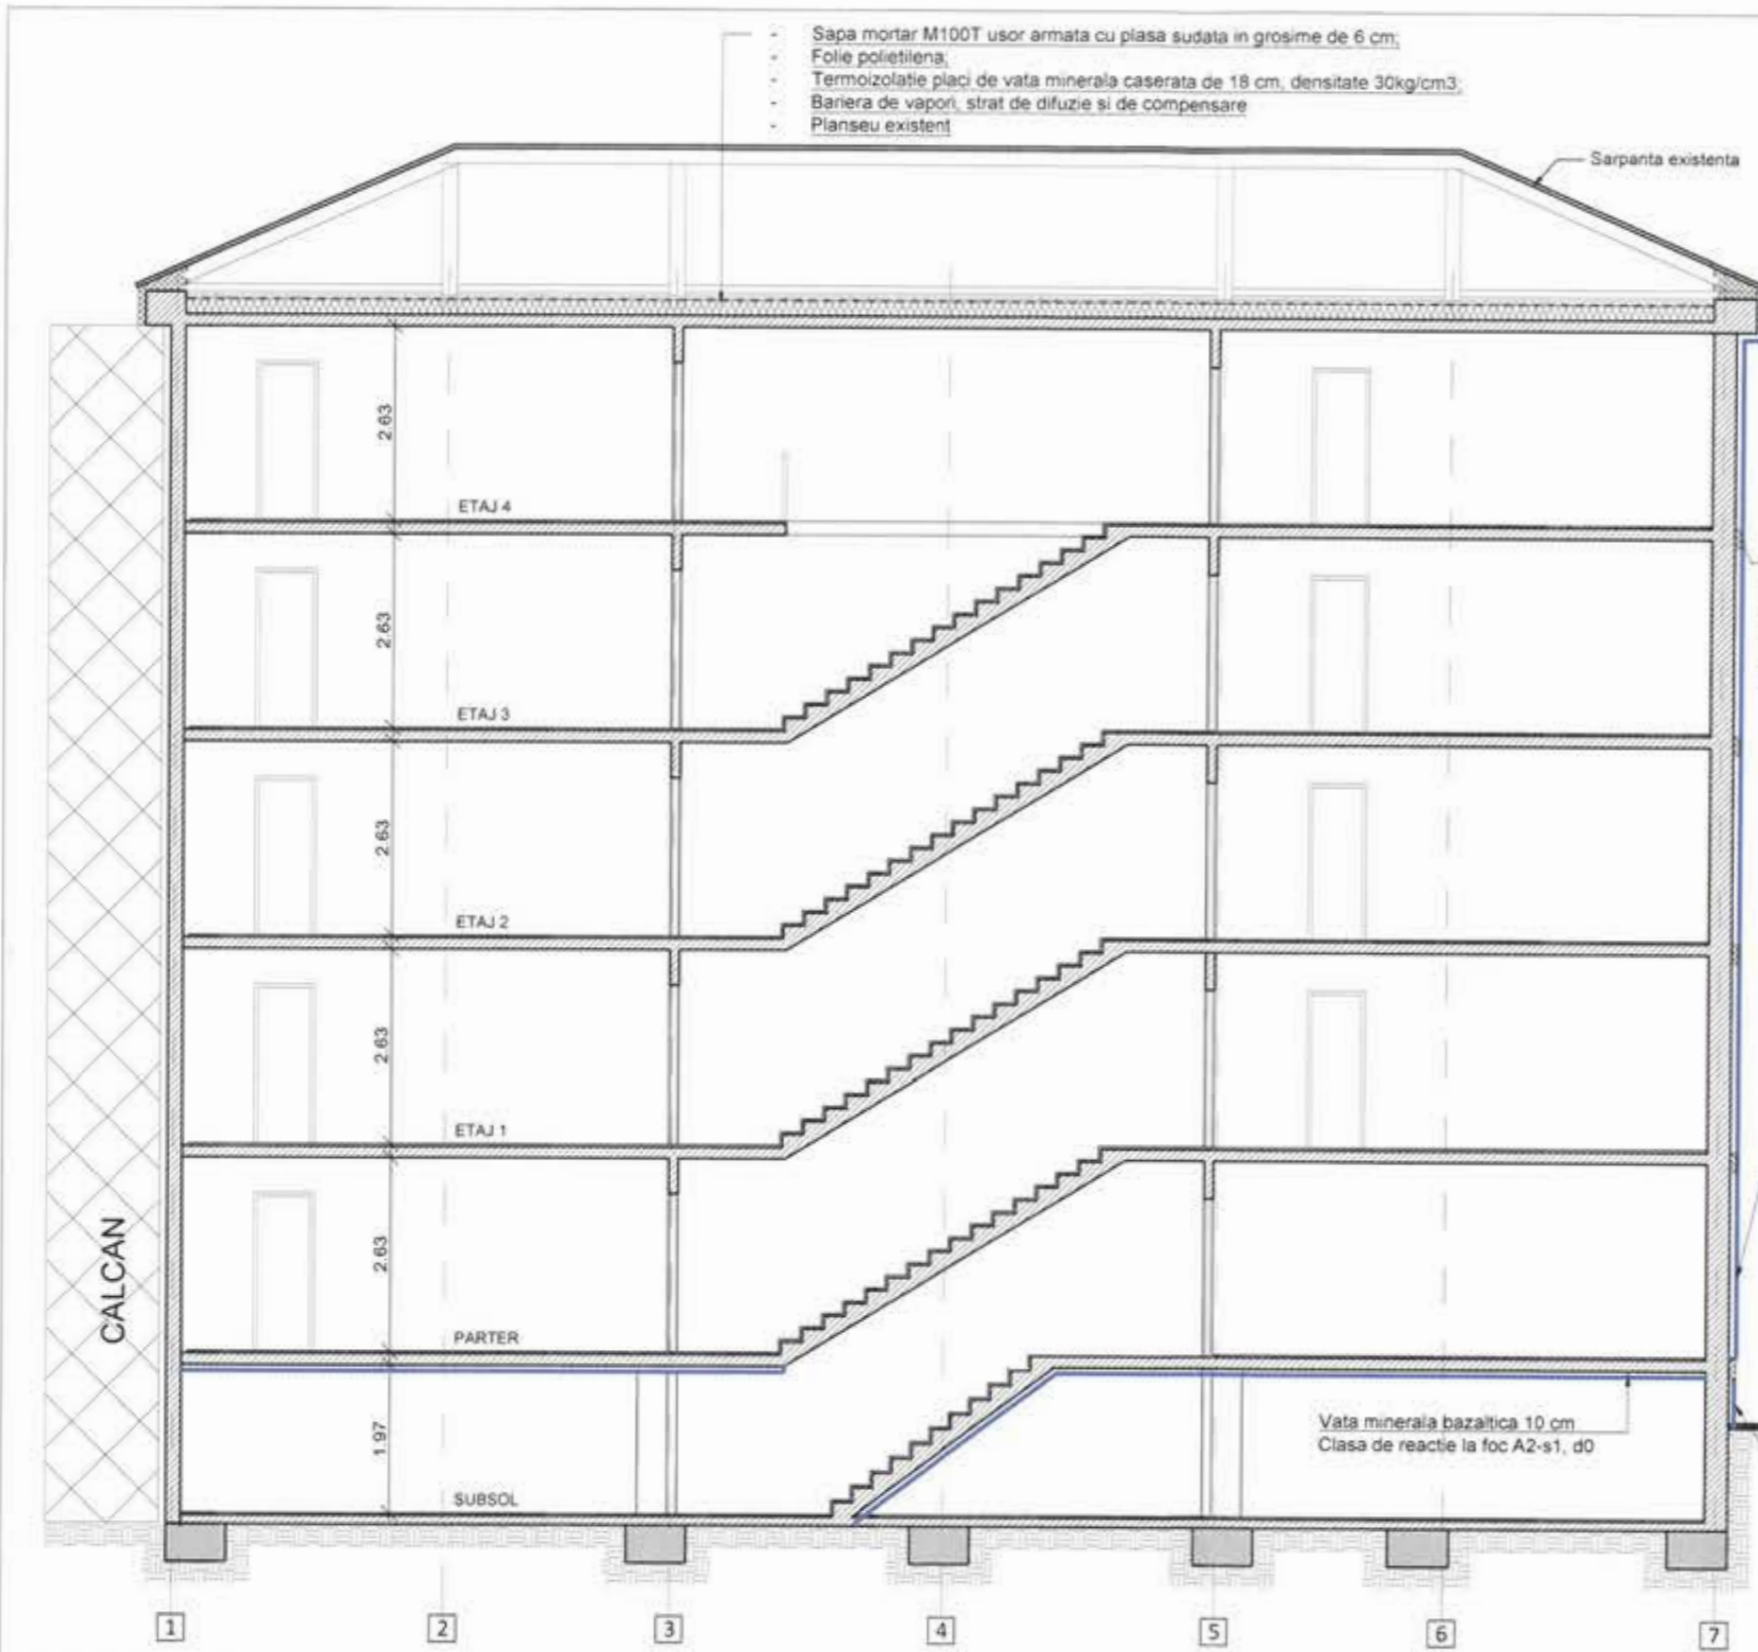 - Sapa mortar M100T usor armata cu plasa sudata in grosime de 6 cm;
- Folie polietilena;
- Termoizolatie placi de vata minerala caserata de 18 cm, densitate 30kg/cm3;
- Bariera de vapori, strat de difuzie si de compensare
- Planseu existent
Sarpanta existenta
2.63
ETAJ 4
2.63
ETAJ 3
2.63
ETAJ 2
2.63
ETAJ 1
2.63
CALCAN
PARTER
1.97
Vata minerala bazaltica 10 cm
Clasa de reactie la foc A2-s1, d0
SUBSOL
1 2 3 4 5 6 7